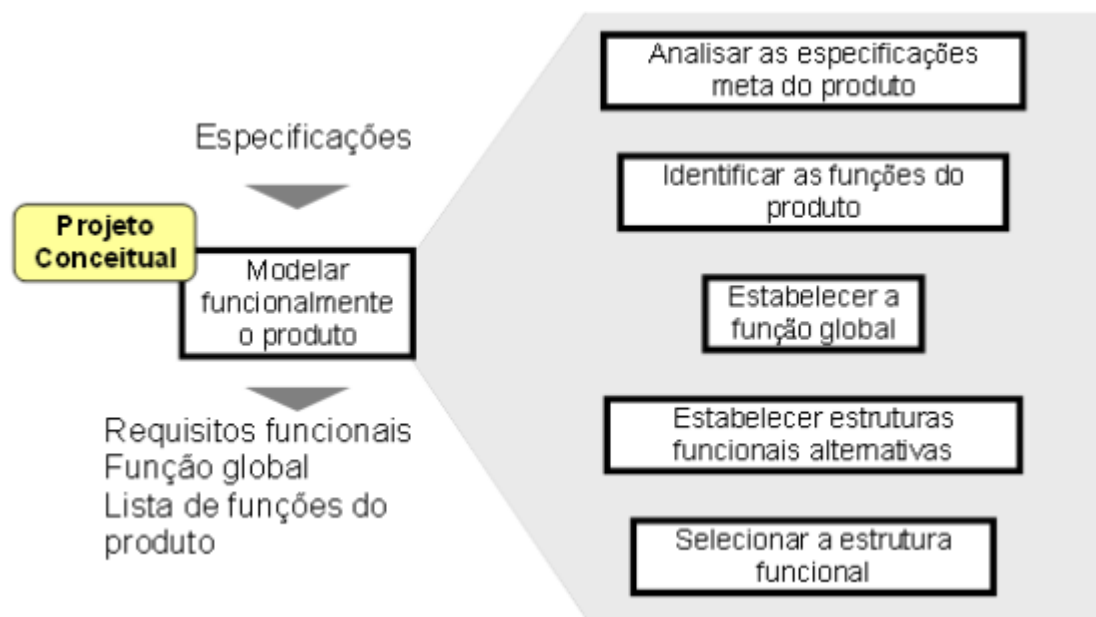 Especificações
Projeto
Conceitual
Modelar
funcionalmente
o produto
Requisitos funcionais
Função global
Lista de funções do
produto
Analisar as especificações
meta do produto
Identificar as funções do
produto
Estabelecer a
função global
Estabelecer estruturas
funcionais alternativas
Selecionar a estrutura
funcional